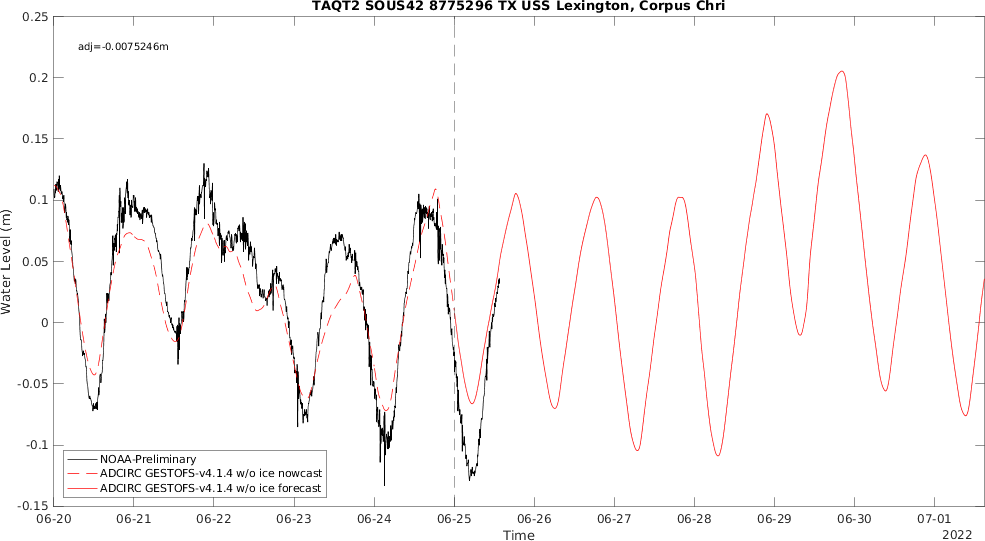 TAQT2 SOUS42 8775296 TX USS Lexington, Corpus Chri
adj=-0.0075246m
0.25
0.2
0.15
0.1
0.05
0
-0.05
-0.1
-0.15
Water Level (m)
NOAA-Preliminary
ADCIRC GESTOFS-v4.1.4 w/o ice nowcast
ADCIRC GESTOFS-v4.1.4 w/o ice forecast
06-20 06-21 06-22 06-23 06-24 06-25 06-26 06-27 06-28 06-29 06-30 07-01
Time
2022